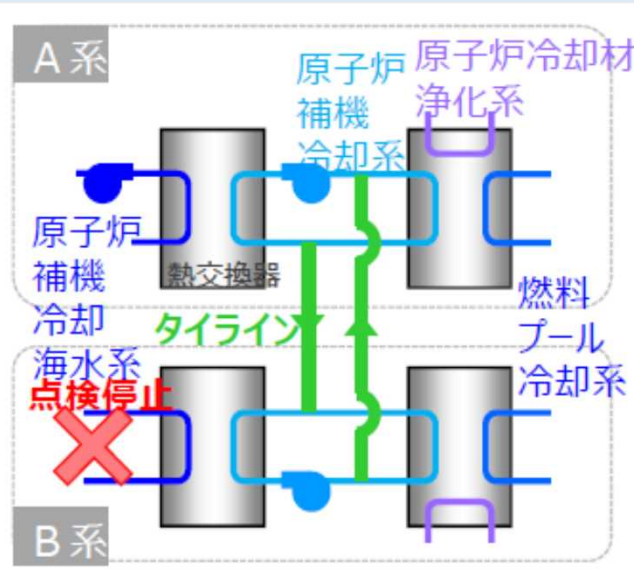 A系
原子炉
補機
冷却系
原子炉冷却材
浄化系
原子炉
補機
冷却
海水系
熱交換器
タイライン
燃料
プール
冷却系
点検停止
B系